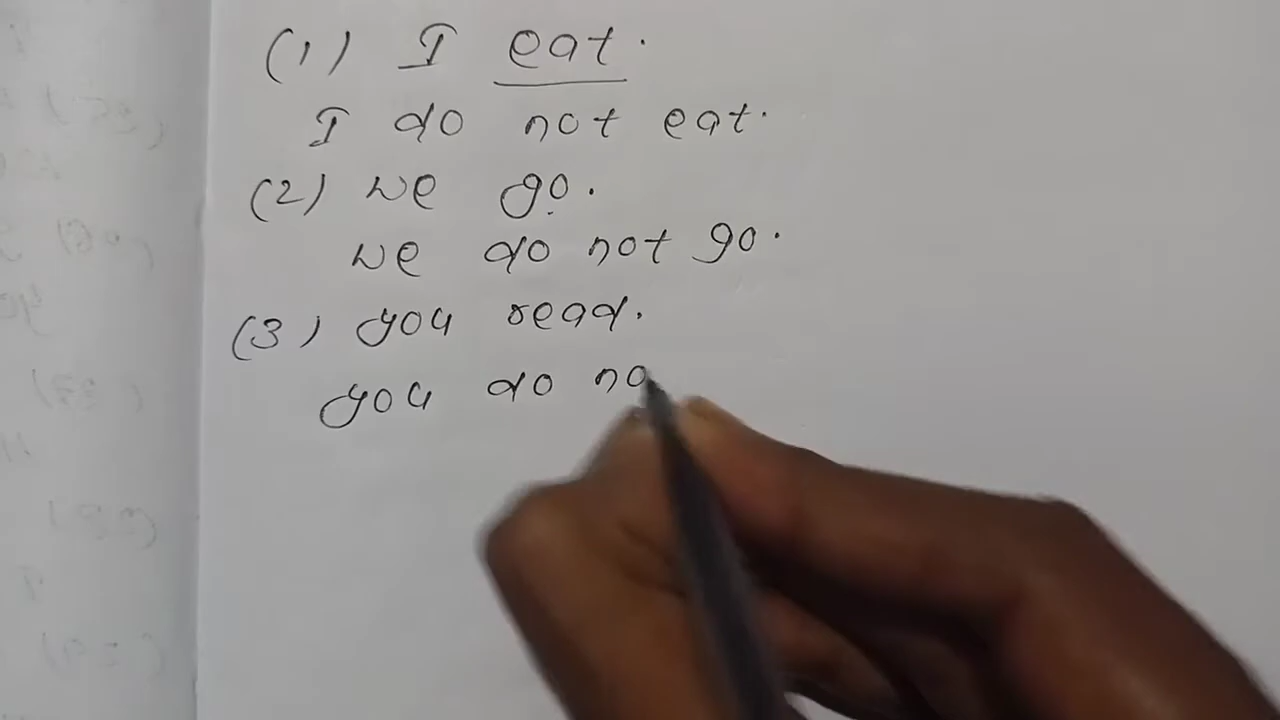 (1) I eat.
I do not eat.
(2) we go.
we do not go.
(3) you read.
you do no